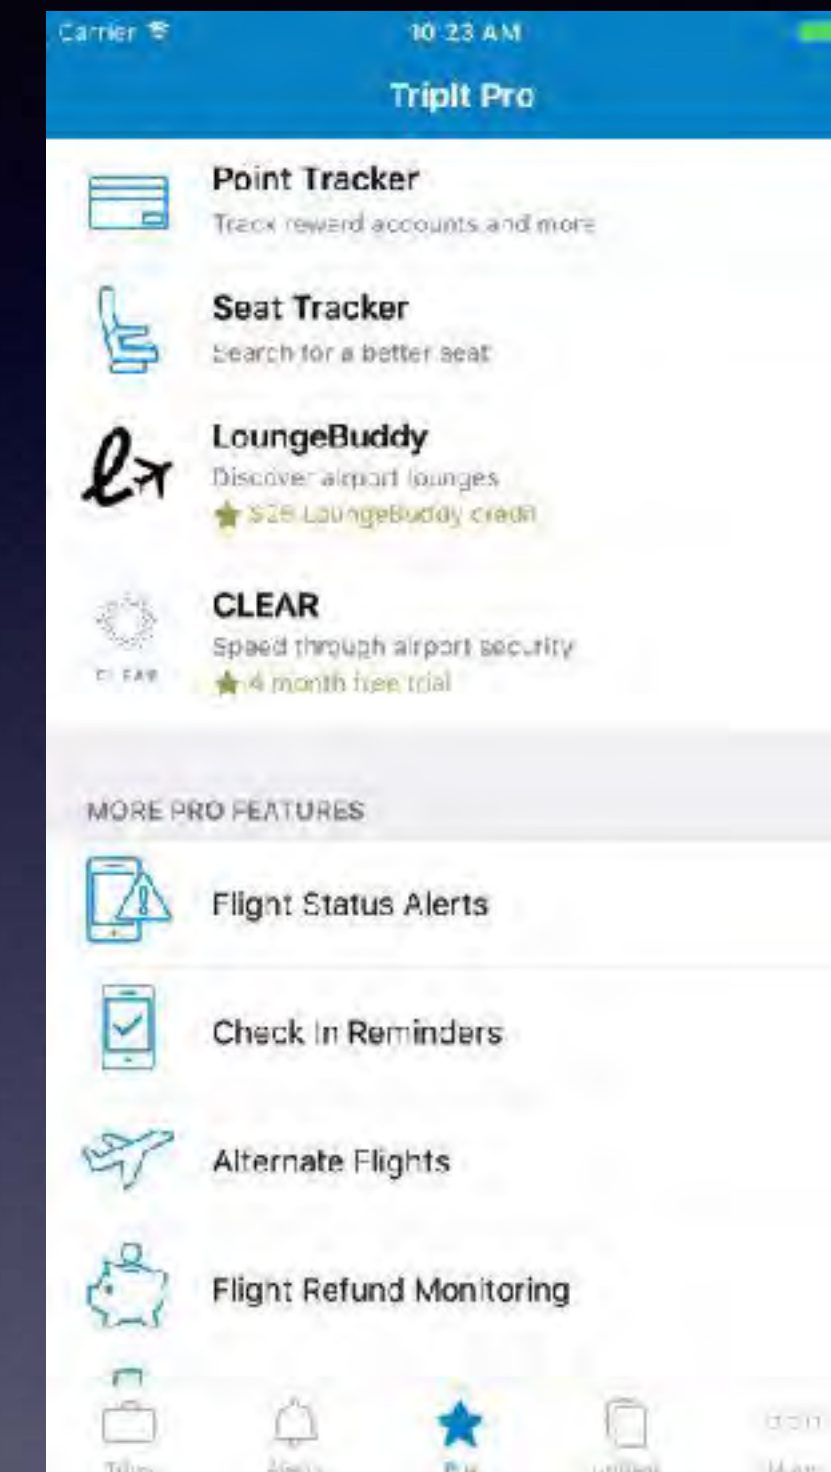 Carrier
10 23 AM
TripIt Pro
Point Tracker
Track reward accounts and more
Seat Tracker
Search for a better seat
LoungeBuddy
Discover airport lounges
LoungeBuddy credit
CLEAR
Speed through airport security
CLEAR
4 month free trial
MORE PRO FEATURES
Flight Status Alerts
Check In Reminders
Alternate Flights
Flight Refund Monitoring